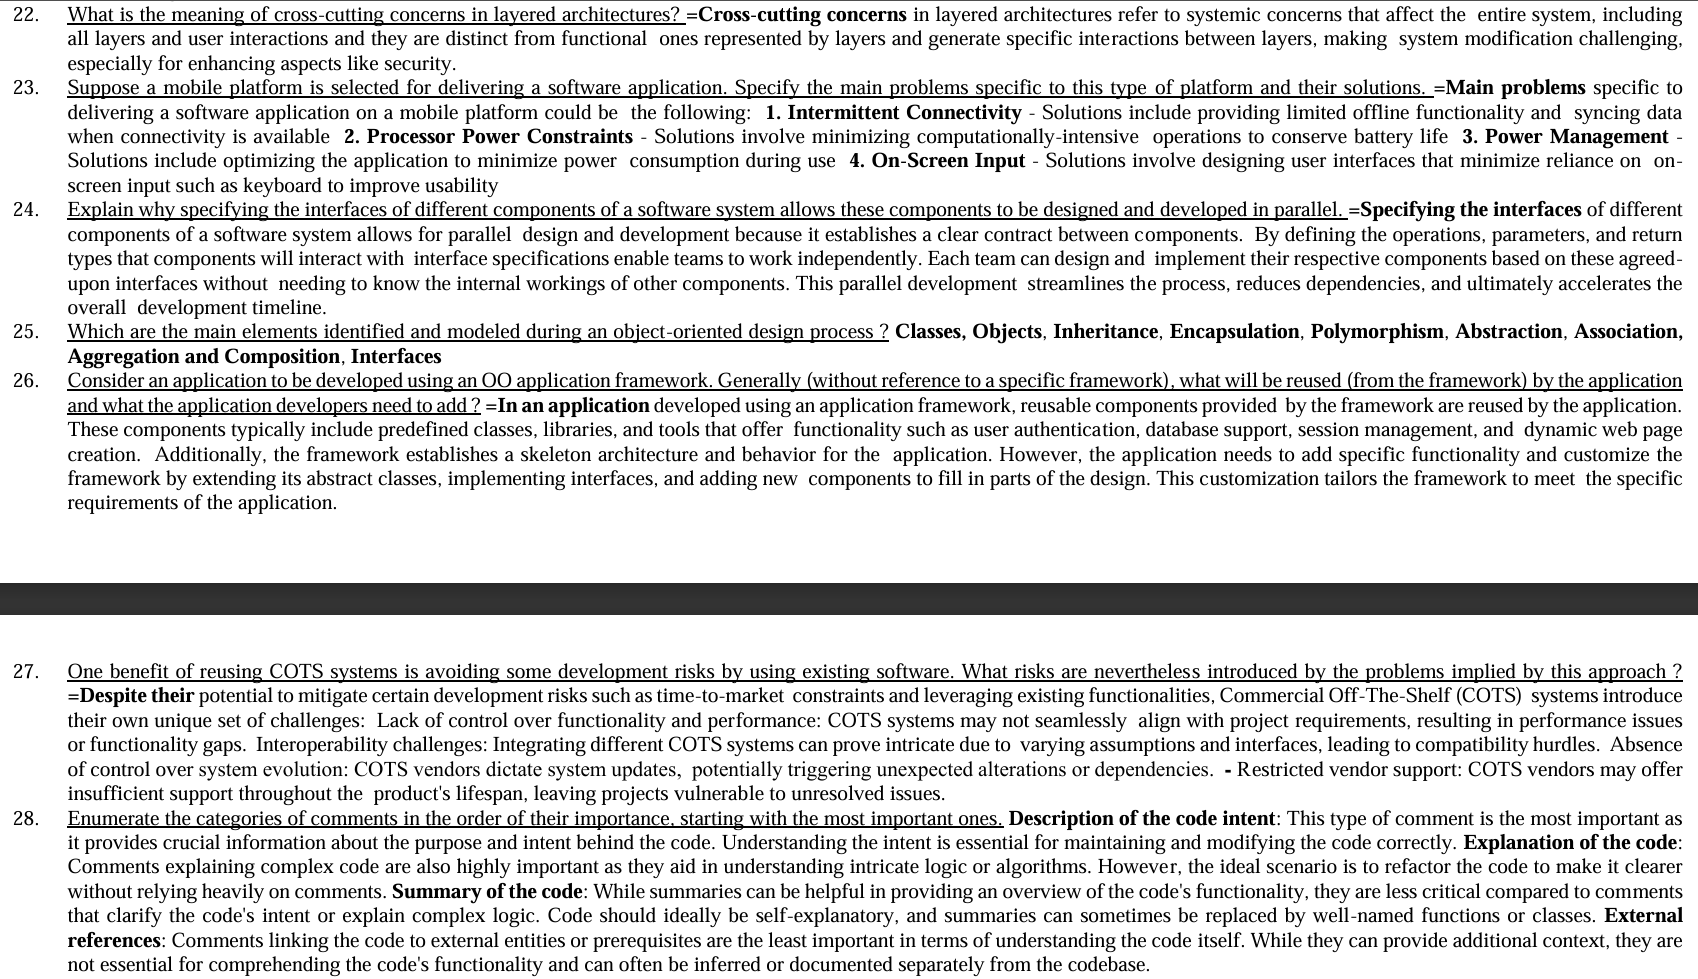 22. What is the meaning of cross-cutting concerns in layered architectures? =Cross-cutting concerns in layered architectures refer to systemic concerns that affect the entire system, including
all layers and user interactions and they are distinct from functional ones represented by layers and generate specific interactions between layers, making system modification challenging,
especially for enhancing aspects like security.
23. Suppose a mobile platform is selected for delivering a software application. Specify the main problems specific to this type of platform and their solutions. =Main problems specific to
delivering a software application on a mobile platform could be the following: 1. Intermittent Connectivity - Solutions include providing limited offline functionality and syncing data
when connectivity is available 2. Processor Power Constraints - Solutions involve minimizing computationally-intensive operations to conserve battery life 3. Power Management -
Solutions include optimizing the application to minimize power consumption during use 4. On-Screen Input - Solutions involve designing user interfaces that minimize reliance on on-
screen input such as keyboard to improve usability
24. Explain why specifying the interfaces of different components of a software system allows these components to be designed and developed in parallel. =Specifying the interfaces of different
components of a software system allows for parallel design and development because it establishes a clear contract between components. By defining the operations, parameters, and return
types that components will interact with interface specifications enable teams to work independently. Each team can design and implement their respective components based on these agreed-
upon interfaces without needing to know the internal workings of other components. This parallel development streamlines the process, reduces dependencies, and ultimately accelerates the
overall development timeline.
25. Which are the main elements identified and modeled during an object-oriented design process ? Classes, Objects, Inheritance, Encapsulation, Polymorphism, Abstraction, Association,
Aggregation and Composition, Interfaces
26. Consider an application to be developed using an OO application framework. Generally (without reference to a specific framework), what will be reused (from the framework) by the application
and what the application developers need to add ? =In an application developed using an application framework, reusable components provided by the framework are reused by the application.
These components typically include predefined classes, libraries, and tools that offer functionality such as user authentication, database support, session management, and dynamic web page
creation. Additionally, the framework establishes a skeleton architecture and behavior for the application. However, the application needs to add specific functionality and customize the
framework by extending its abstract classes, implementing interfaces, and adding new components to fill in parts of the design. This customization tailors the framework to meet the specific
requirements of the application.
27. One benefit of reusing COTS systems is avoiding some development risks by using existing software. What risks are nevertheless introduced by the problems implied by this approach ?
=Despite their potential to mitigate certain development risks such as time-to-market constraints and leveraging existing functionalities, Commercial Off-The-Shelf (COTS) systems introduce
their own unique set of challenges: Lack of control over functionality and performance: COTS systems may not seamlessly align with project requirements, resulting in performance issues
or functionality gaps. Interoperability challenges: Integrating different COTS systems can prove intricate due to varying assumptions and interfaces, leading to compatibility hurdles. Absence
of control over system evolution: COTS vendors dictate system updates, potentially triggering unexpected alterations or dependencies. - Restricted vendor support: COTS vendors may offer
insufficient support throughout the product's lifespan, leaving projects vulnerable to unresolved issues.
28. Enumerate the categories of comments in the order of their importance, starting with the most important ones. Description of the code intent: This type of comment is the most important as
it provides crucial information about the purpose and intent behind the code. Understanding the intent is essential for maintaining and modifying the code correctly. Explanation of the code:
Comments explaining complex code are also highly important as they aid in understanding intricate logic or algorithms. However, the ideal scenario is to refactor the code to make it clearer
without relying heavily on comments. Summary of the code: While summaries can be helpful in providing an overview of the code's functionality, they are less critical compared to comments
that clarify the code's intent or explain complex logic. Code should ideally be self-explanatory, and summaries can sometimes be replaced by well-named functions or classes. External
references: Comments linking the code to external entities or prerequisites are the least important in terms of understanding the code itself. While they can provide additional context, they are
not essential for comprehending the code's functionality and can often be inferred or documented separately from the codebase.